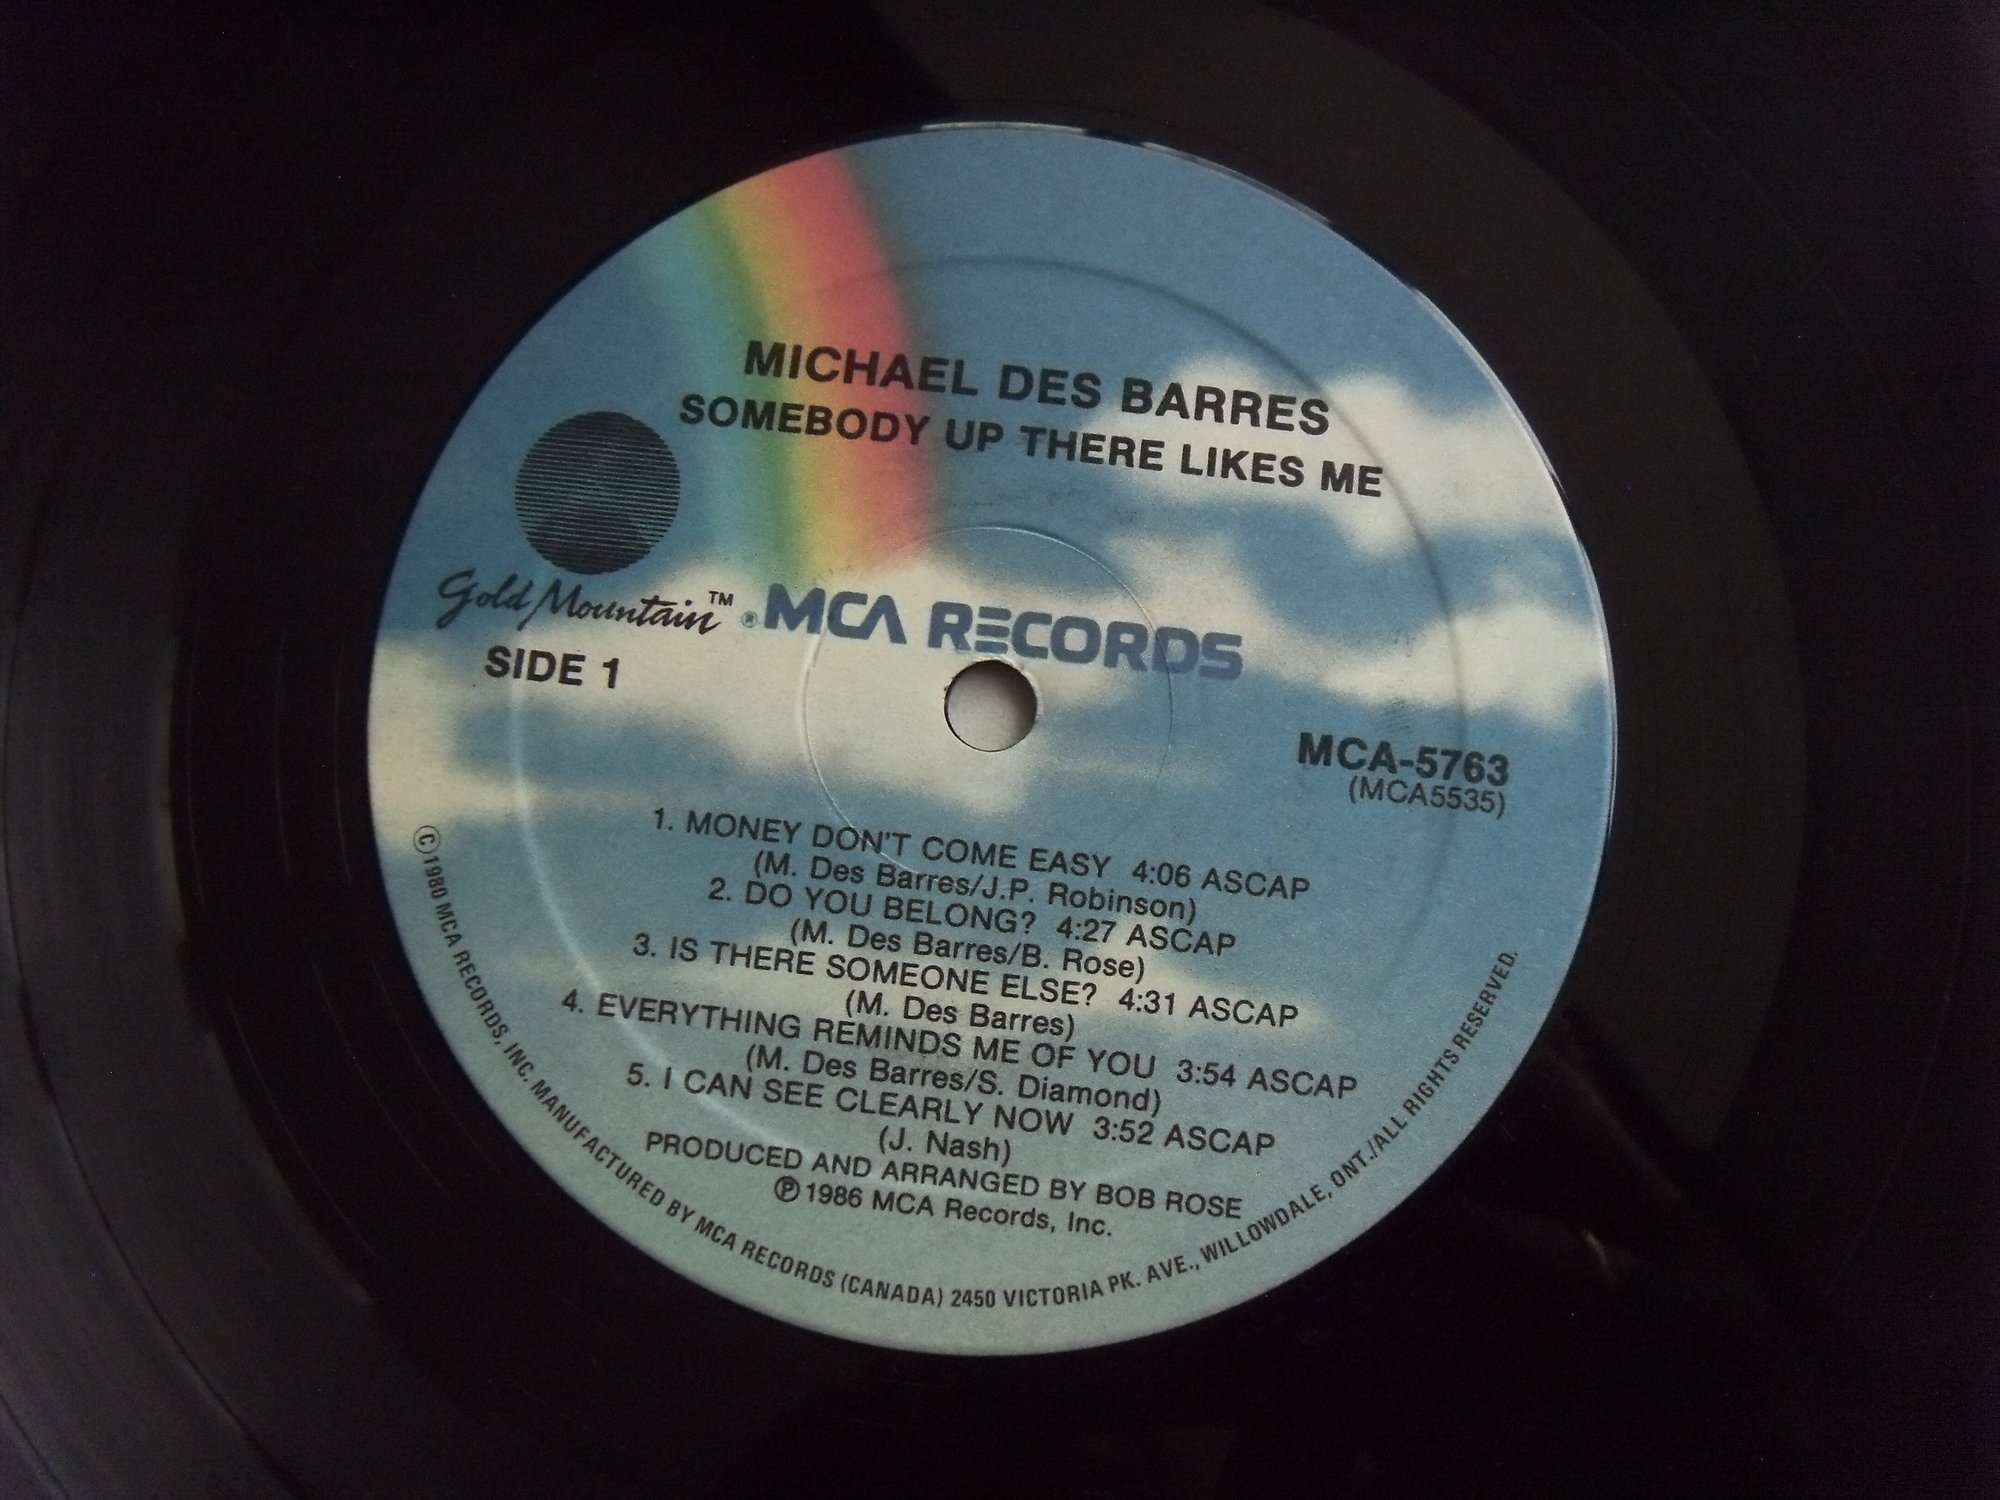 MICHAEL DES BARRES
SOMEBODY UP THERE LIKES ME
Gold Mountain™
®MCA RECORDS
SIDE 1
MCA-5763
(MCA5535)
1. MONEY DON'T COME EASY 4:06 ASCAP
(M. Des Barres/J.P. Robinson)
2. DO YOU BELONG? 4:27 ASCAP
(M. Des Barres/B. Rose)
3. IS THERE SOMEONE ELSE? 4:31 ASCAP
(M. Des Barres)
4. EVERYTHING REMINDS ME OF YOU 3:54 ASCAP
(M. Des Barres/S. Diamond)
5. I CAN SEE CLEARLY NOW 3:52 ASCAP
(J. Nash)
PRODUCED AND ARRANGED BY BOB ROSE
℗1986 MCA Records, Inc.
©1980 MCA RECORDS, INC. MANUFACTURED BY MCA RECORDS (CANADA) 2450 VICTORIA PK. AVE., WILLOWDALE, ONT./ALL RIGHTS RESERVED.